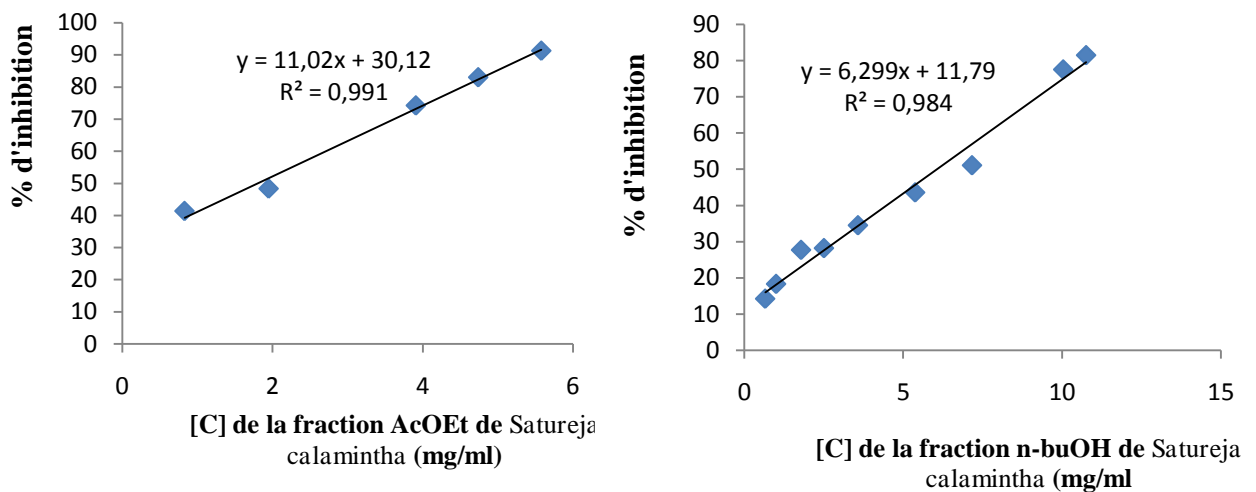 % d'inhibition
100
90
80
70
60
50
40
30
20
10
0
y = 11,02x + 30,12
R² = 0,991
0 2 4 6
[C] de la fraction AcOEt de Satureja
calamintha (mg/ml)
% d'inhibition
90
80
70
60
50
40
30
20
10
0
y = 6,299x + 11,79
R² = 0,984
0 5 10 15
[C] de la fraction n-buOH de Satureja
calamintha (mg/ml